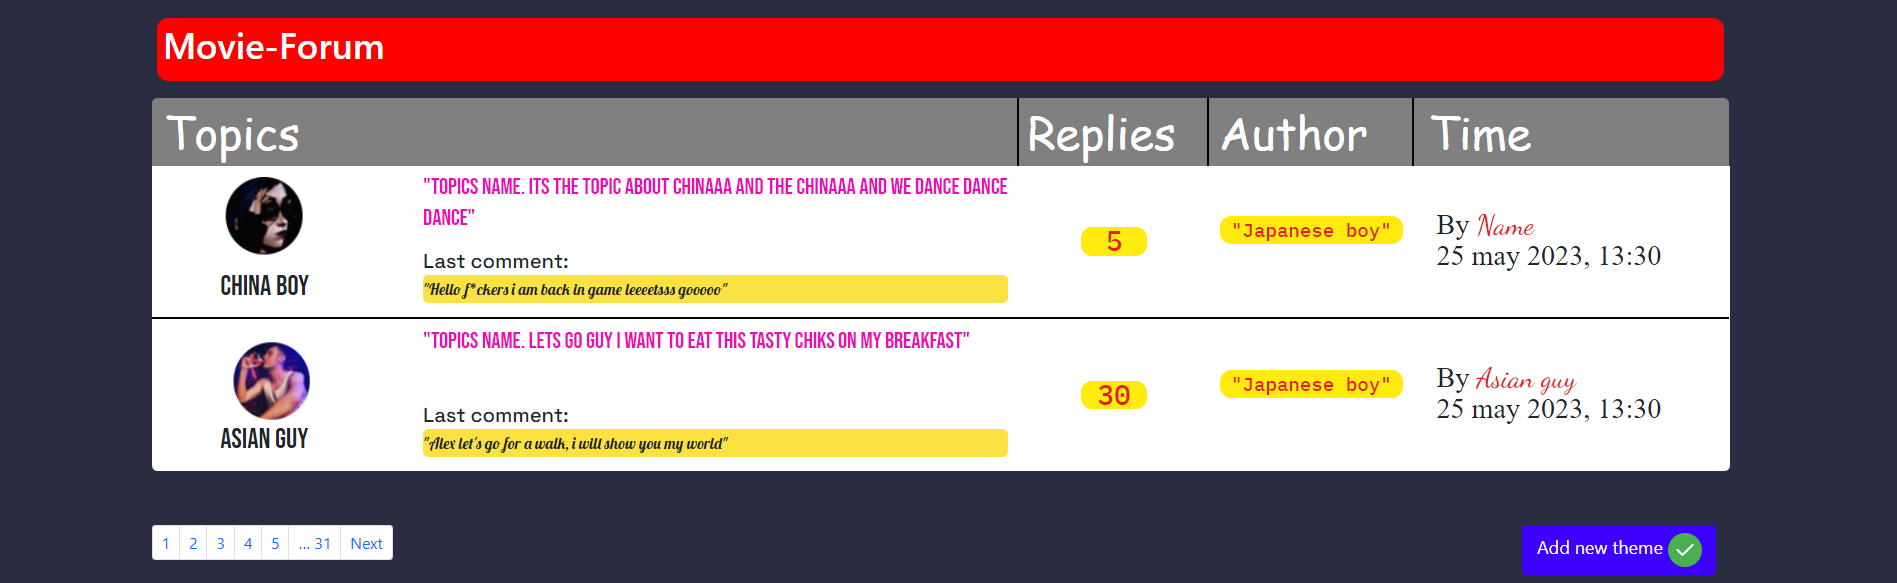 Movie-Forum
Topics Replies Author Time
"TOPICS NAME. ITS THE TOPIC ABOUT CHINAAA AND THE CHINAAA AND WE DANCE DANCE
DANCE"
CHINA BOY
Last comment:
"Hello f*ckers i am back in game leeeetsss gooooo"
5
"Japanese boy"
By Name
25 may 2023, 13:30
"TOPICS NAME. LETS GO GUY I WANT TO EAT THIS TASTY CHIKS ON MY BREAKFAST"
ASIAN GUY
Last comment:
"Alex let's go for a walk, i will show you my world"
30
"Japanese boy"
By Asian guy
25 may 2023, 13:30
1 2 3 4 5 ... 31 Next
Add new theme